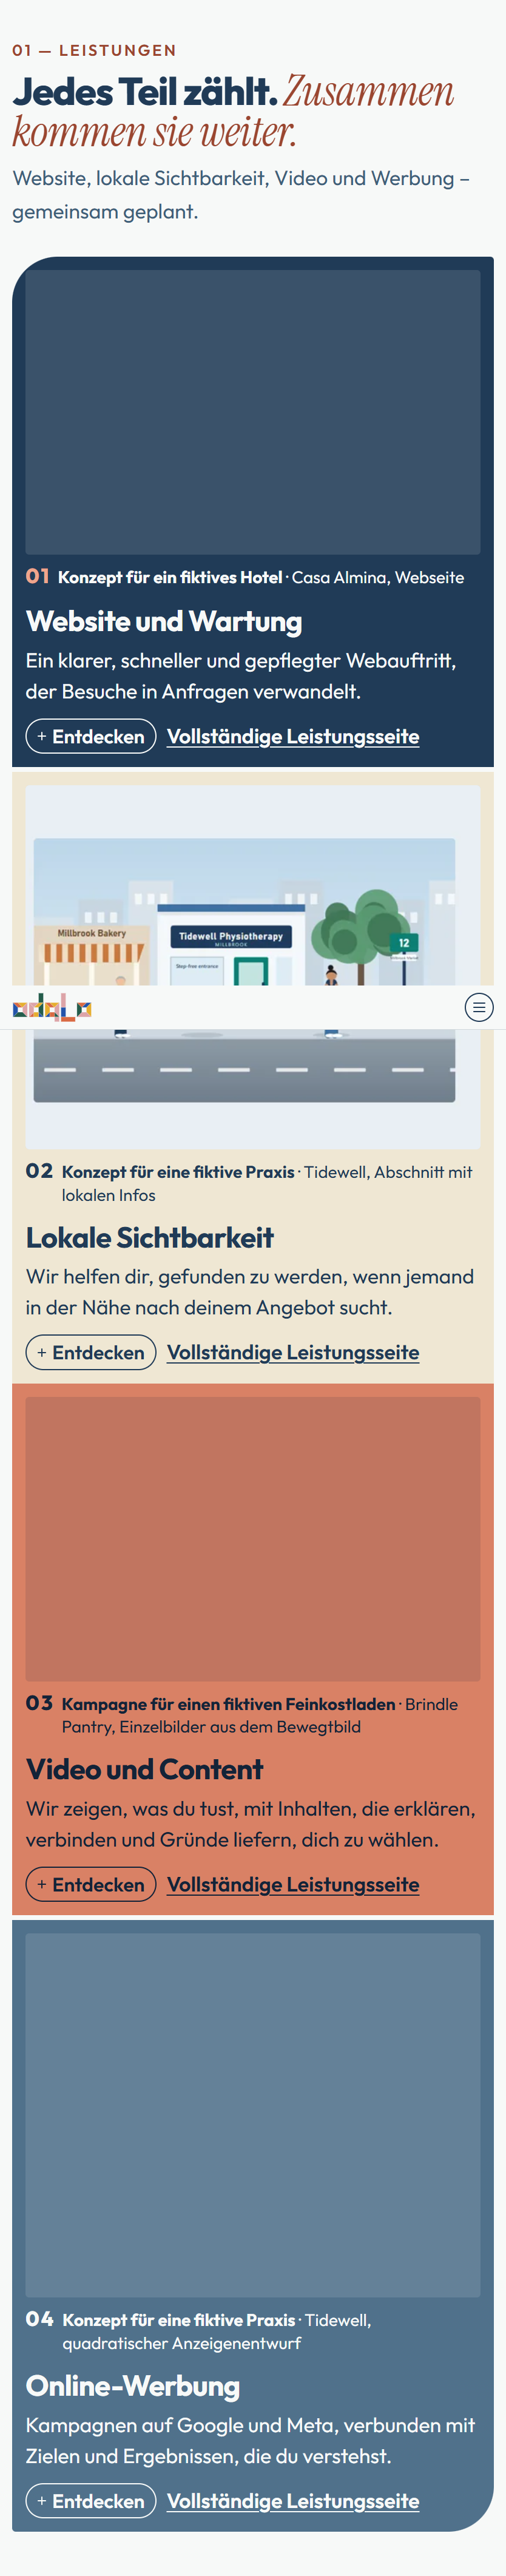 01 — LEISTUNGEN
Jedes Teil zählt. Zusammen
kommen sie weiter.
Website, lokale Sichtbarkeit, Video und Werbung –
gemeinsam geplant.
01 Konzept für ein fiktives Hotel · Casa Almina, Webseite
Website und Wartung
Ein klarer, schneller und gepflegter Webauftritt,
der Besuche in Anfragen verwandelt.
+ Entdecken Vollständige Leistungsseite
Millbrook Bakery
Tidewell Physiotherapy
MILLBROOK
12
Step-free entrance
odalo
02 Konzept für eine fiktive Praxis · Tidewell, Abschnitt mit
lokalen Infos
Lokale Sichtbarkeit
Wir helfen dir, gefunden zu werden, wenn jemand
in der Nähe nach deinem Angebot sucht.
+ Entdecken Vollständige Leistungsseite
03 Kampagne für einen fiktiven Feinkostladen · Brindle
Pantry, Einzelbilder aus dem Bewegtbild
Video und Content
Wir zeigen, was du tust, mit Inhalten, die erklären,
verbinden und Gründe liefern, dich zu wählen.
+ Entdecken Vollständige Leistungsseite
04 Konzept für eine fiktive Praxis · Tidewell,
quadratischer Anzeigenentwurf
Online-Werbung
Kampagnen auf Google und Meta, verbunden mit
Zielen und Ergebnissen, die du verstehst.
+ Entdecken Vollständige Leistungsseite